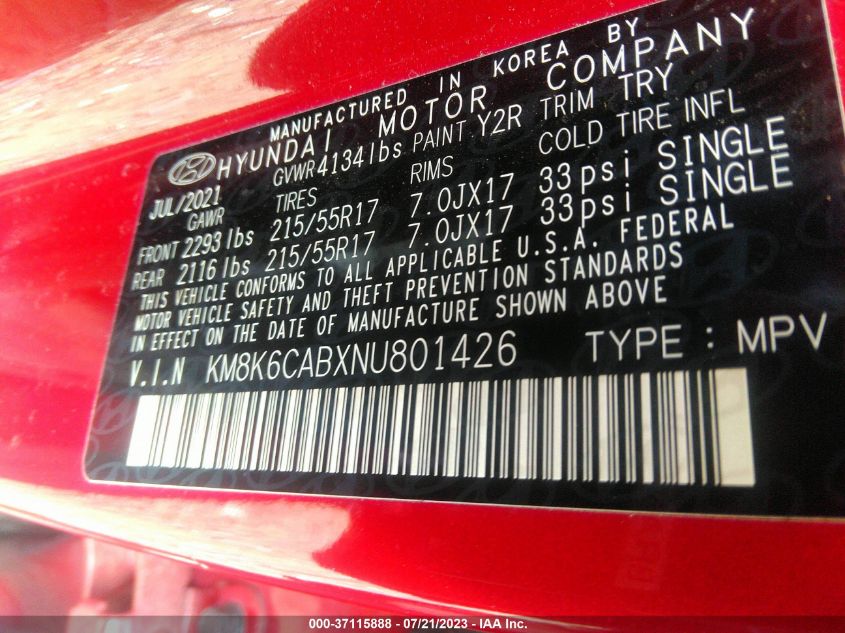 MANUFACTURED IN KOREA BY
HYUNDAI MOTOR COMPANY
JUL/2021 GVWR 4134 lbs PAINT Y2R TRIM TRY
GAWR TIRES RIMS COLD TIRE INFL
FRONT 2293 lbs 215/55R17 7.0JX17 33psi SINGLE
REAR 2116 lbs 215/55R17 7.0JX17 33psi SINGLE
THIS VEHICLE CONFORMS TO ALL APPLICABLE U.S.A. FEDERAL
MOTOR VEHICLE SAFETY AND THEFT PREVENTION STANDARDS
IN EFFECT ON THE DATE OF MANUFACTURE SHOWN ABOVE
V.I.N KM8K6CABXNU801426 TYPE : MPV
000-37115888 - 07/21/2023 - IAA Inc.